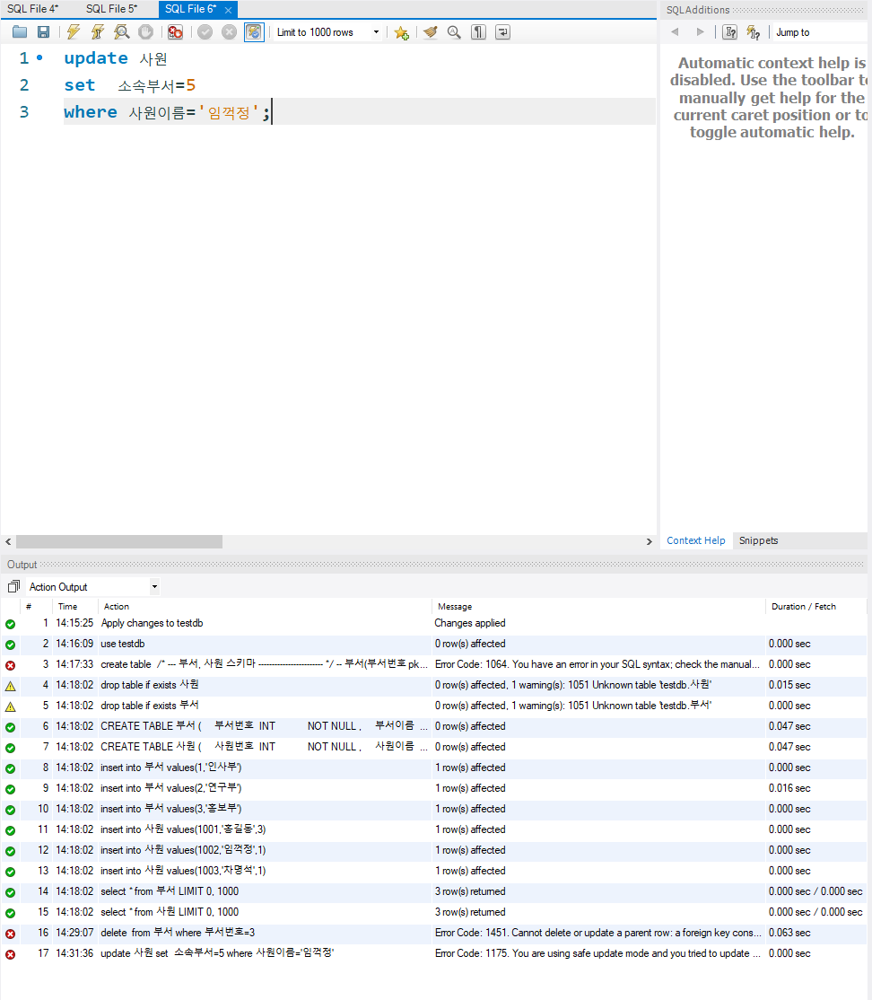 SQL File 4*
SQL File 5*
SQL File 6*
Limit to 1000 rows
1 update 사원
2 set 소속부서=5
3 where 사원이름='임꺽정';
SQLAdditions
Jump to
Automatic context help is
disabled. Use the toolbar to
manually get help for the
current caret position or to
toggle automatic help.
Context Help
Snippets
Output
Action Output
# Time Action Message Duration / Fetch
1 14:15:25 Apply changes to testdb Changes applied
2 14:16:09 use testdb 0 row(s) affected 0.000 sec
3 14:17:33 create table /* --- 부서, 사원 스키마 ------------------------ */ -- 부서(부서번호 pk... Error Code: 1064. You have an error in your SQL syntax; check the manual... 0.000 sec
4 14:18:02 drop table if exists 사원 0 row(s) affected, 1 warning(s): 1051 Unknown table 'testdb.사원' 0.015 sec
5 14:18:02 drop table if exists 부서 0 row(s) affected, 1 warning(s): 1051 Unknown table 'testdb.부서' 0.000 sec
6 14:18:02 CREATE TABLE 부서 ( 부서번호 INT NOT NULL , 부서이름 ... 0 row(s) affected 0.047 sec
7 14:18:02 CREATE TABLE 사원 ( 사원번호 INT NOT NULL , 사원이름 ... 0 row(s) affected 0.047 sec
8 14:18:02 insert into 부서 values(1,'인사부') 1 row(s) affected 0.000 sec
9 14:18:02 insert into 부서 values(2,'연구부') 1 row(s) affected 0.016 sec
10 14:18:02 insert into 부서 values(3,'홍보부') 1 row(s) affected 0.000 sec
11 14:18:02 insert into 사원 values(1001,'홍길동',3) 1 row(s) affected 0.000 sec
12 14:18:02 insert into 사원 values(1002,'임꺽정',1) 1 row(s) affected 0.000 sec
13 14:18:02 insert into 사원 values(1003,'차명석',1) 1 row(s) affected 0.000 sec
14 14:18:02 select * from 부서 LIMIT 0, 1000 3 row(s) returned 0.000 sec / 0.000 sec
15 14:18:02 select * from 사원 LIMIT 0, 1000 3 row(s) returned 0.000 sec / 0.000 sec
16 14:29:07 delete from 부서 where 부서번호=3 Error Code: 1451. Cannot delete or update a parent row: a foreign key cons... 0.063 sec
17 14:31:36 update 사원 set 소속부서=5 where 사원이름='임꺽정' Error Code: 1175. You are using safe update mode and you tried to update ... 0.000 sec